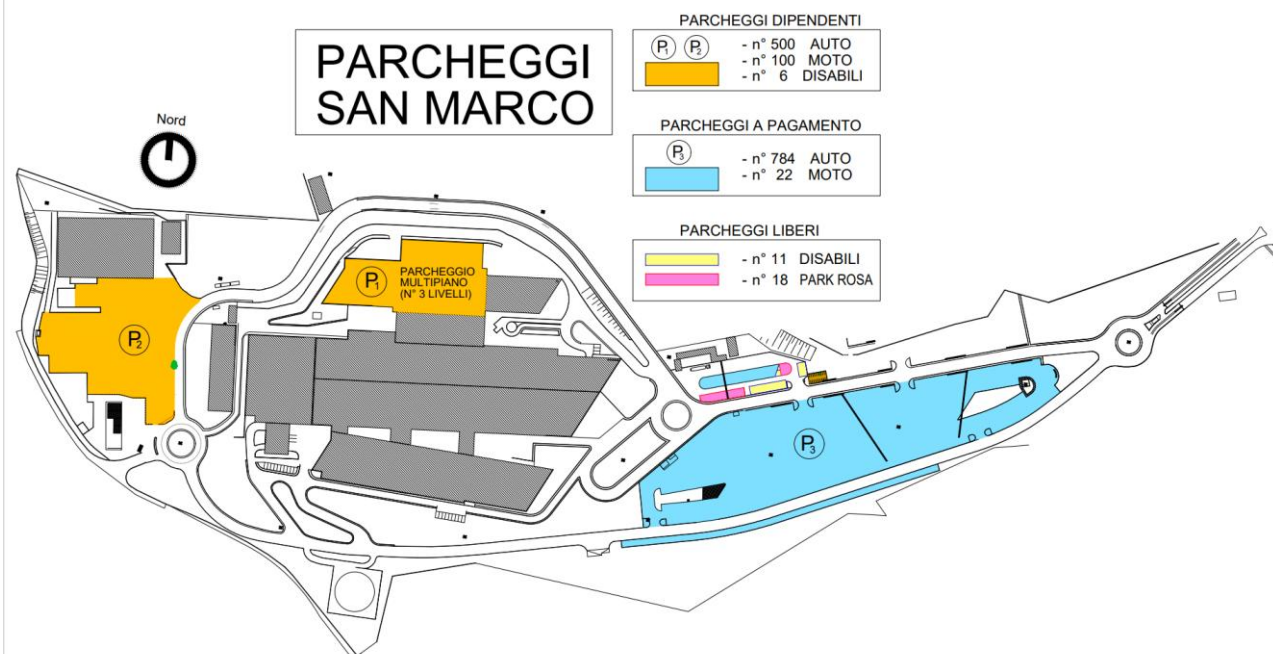 PARCHEGGI
SAN MARCO
PARCHEGGI DIPENDENTI
P1 P2
- n° 500 AUTO
- n° 100 MOTO
- n° 6 DISABILI
PARCHEGGI A PAGAMENTO
P3
- n° 784 AUTO
- n° 22 MOTO
PARCHEGGI LIBERI
- n° 11 DISABILI
- n° 18 PARK ROSA
Nord
P1
PARCHEGGIO
MULTIPIANO
(N° 3 LIVELLI)
P2
P3